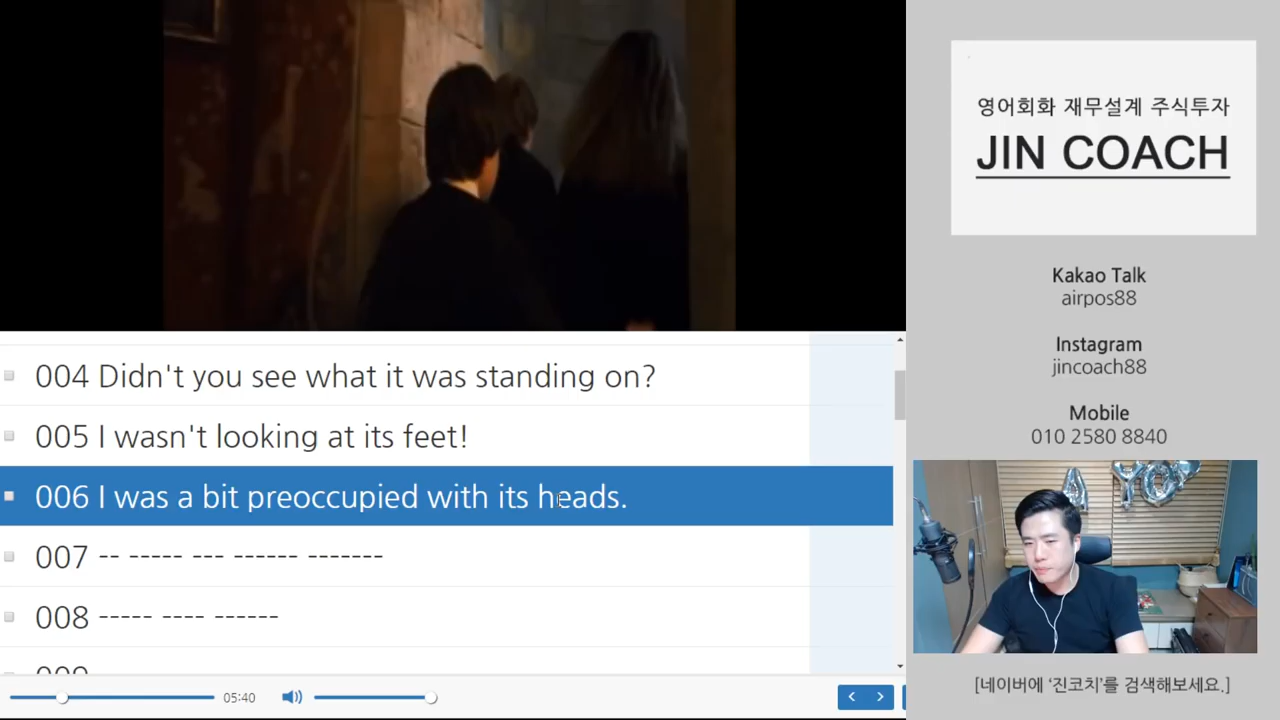 영어회화 재무설계 주식투자
JIN COACH
Kakao Talk
airpos88
Instagram
jincoach88
Mobile
010 2580 8840
[네이버에 '진코치'를 검색해보세요.]
004 Didn't you see what it was standing on?
005 I wasn't looking at its feet!
006 I was a bit preoccupied with its heads.
007 -- ----- --- ------ -------
008 ----- ---- ------
009
05:40
A YO